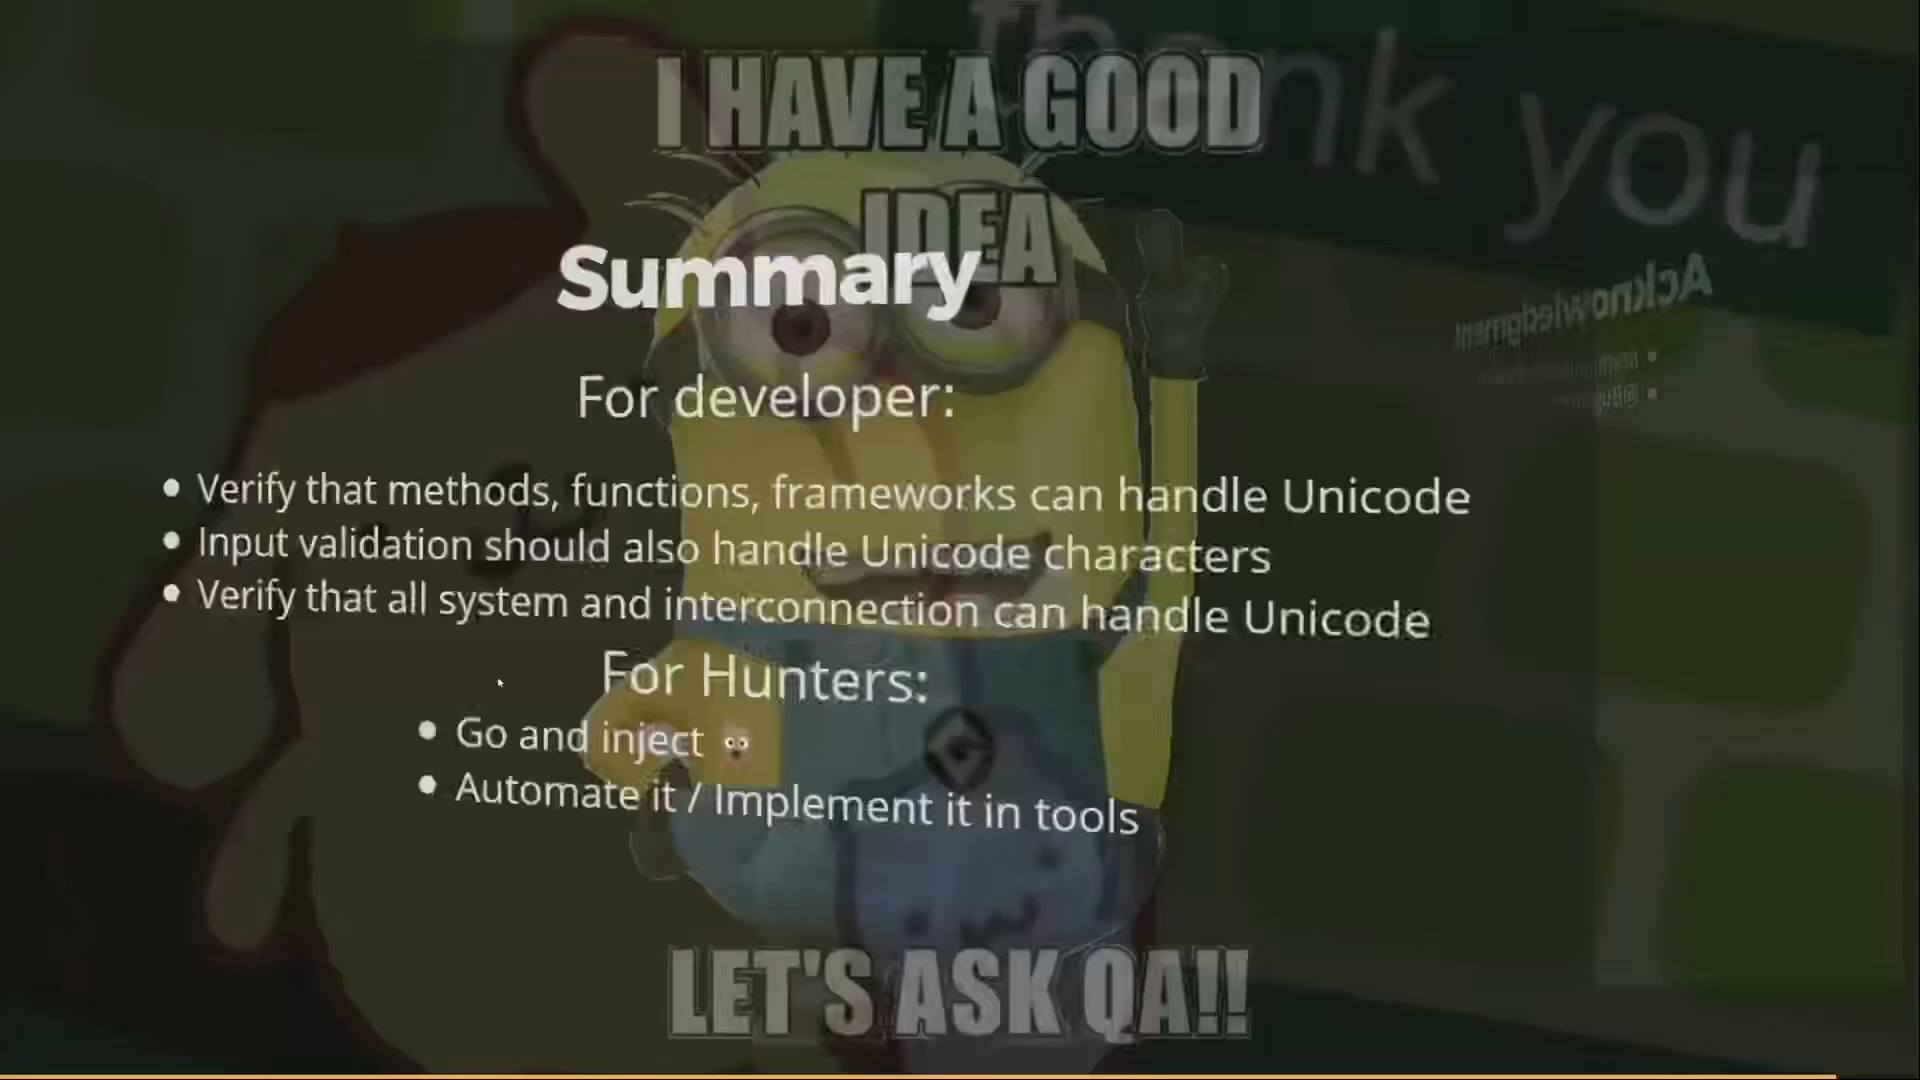 I HAVE A GOOD
IDEA
thank you
Acknowledgment
Summary
For developer:
• Verify that methods, functions, frameworks can handle Unicode
• Input validation should also handle Unicode characters
• Verify that all system and interconnection can handle Unicode
For Hunters:
• Go and inject
• Automate it / Implement it in tools
LET'S ASK QA!!